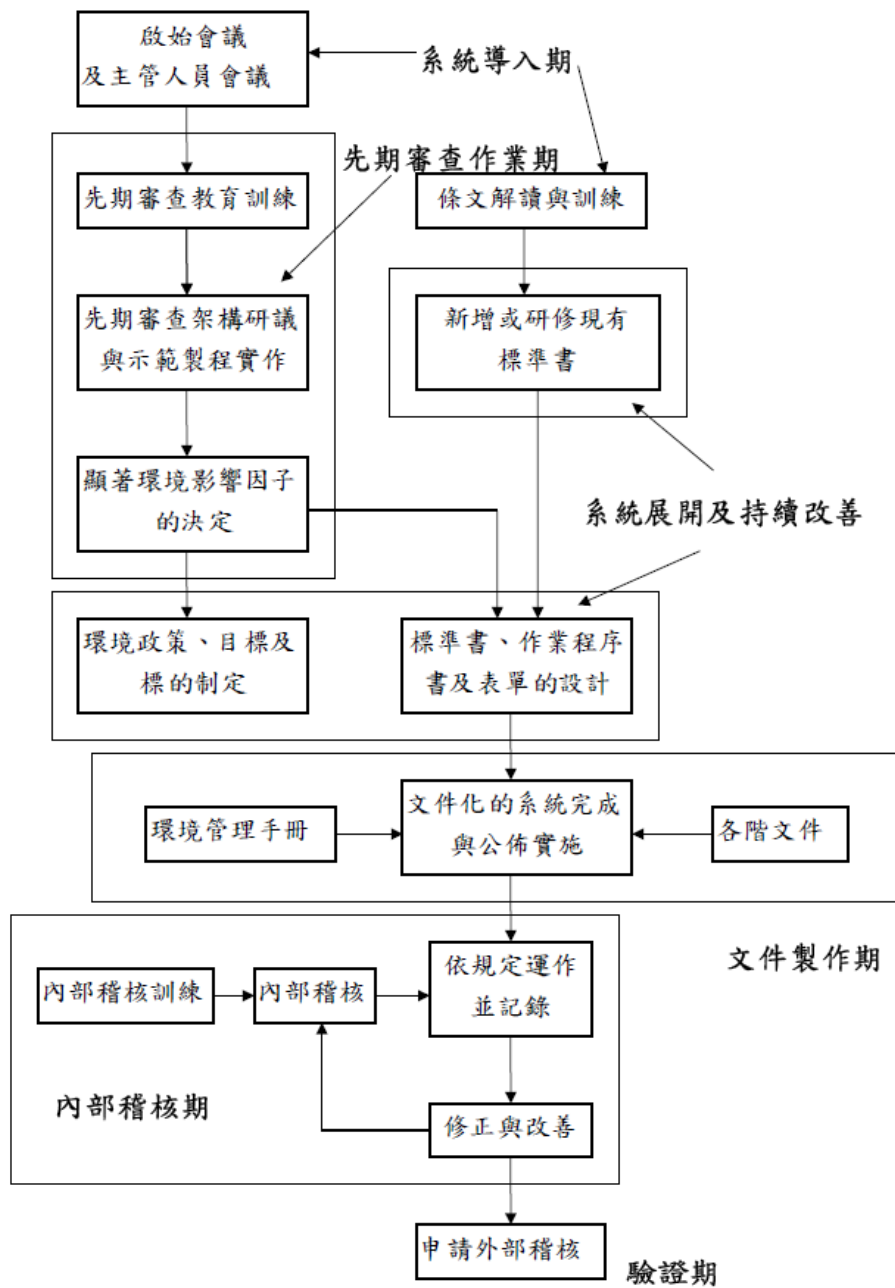 啟始會議
及主管人員會議
系統導入期
先期審查作業期
先期審查教育訓練
條文解讀與訓練
先期審查架構研議
與示範製程實作
新增或研修現有
標準書
顯著環境影響因子
的決定
系統展開及持續改善
環境政策、目標及
標的制定
標準書、作業程序
書及表單的設計
環境管理手冊
文件化的系統完成
與公佈實施
各階文件
文件製作期
內部稽核訓練
內部稽核
依規定運作
並記錄
內部稽核期
修正與改善
申請外部稽核
驗證期